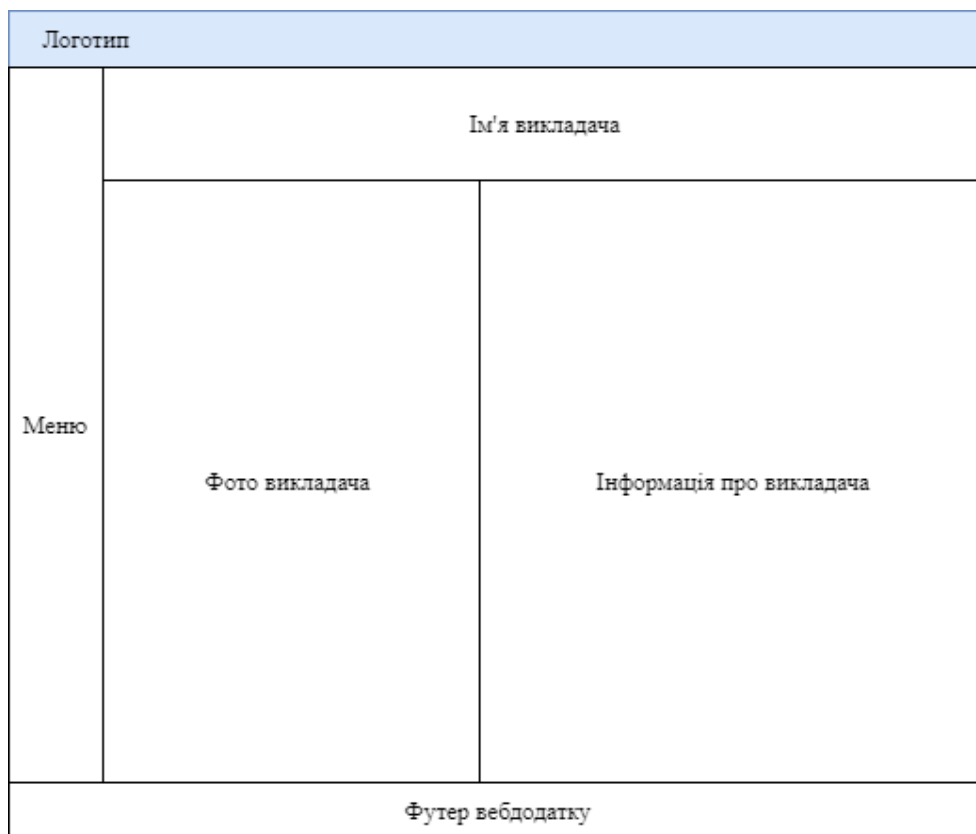 Логотип
Ім'я викладача
Меню
Фото викладача
Інформація про викладача
Футер вебдодатку